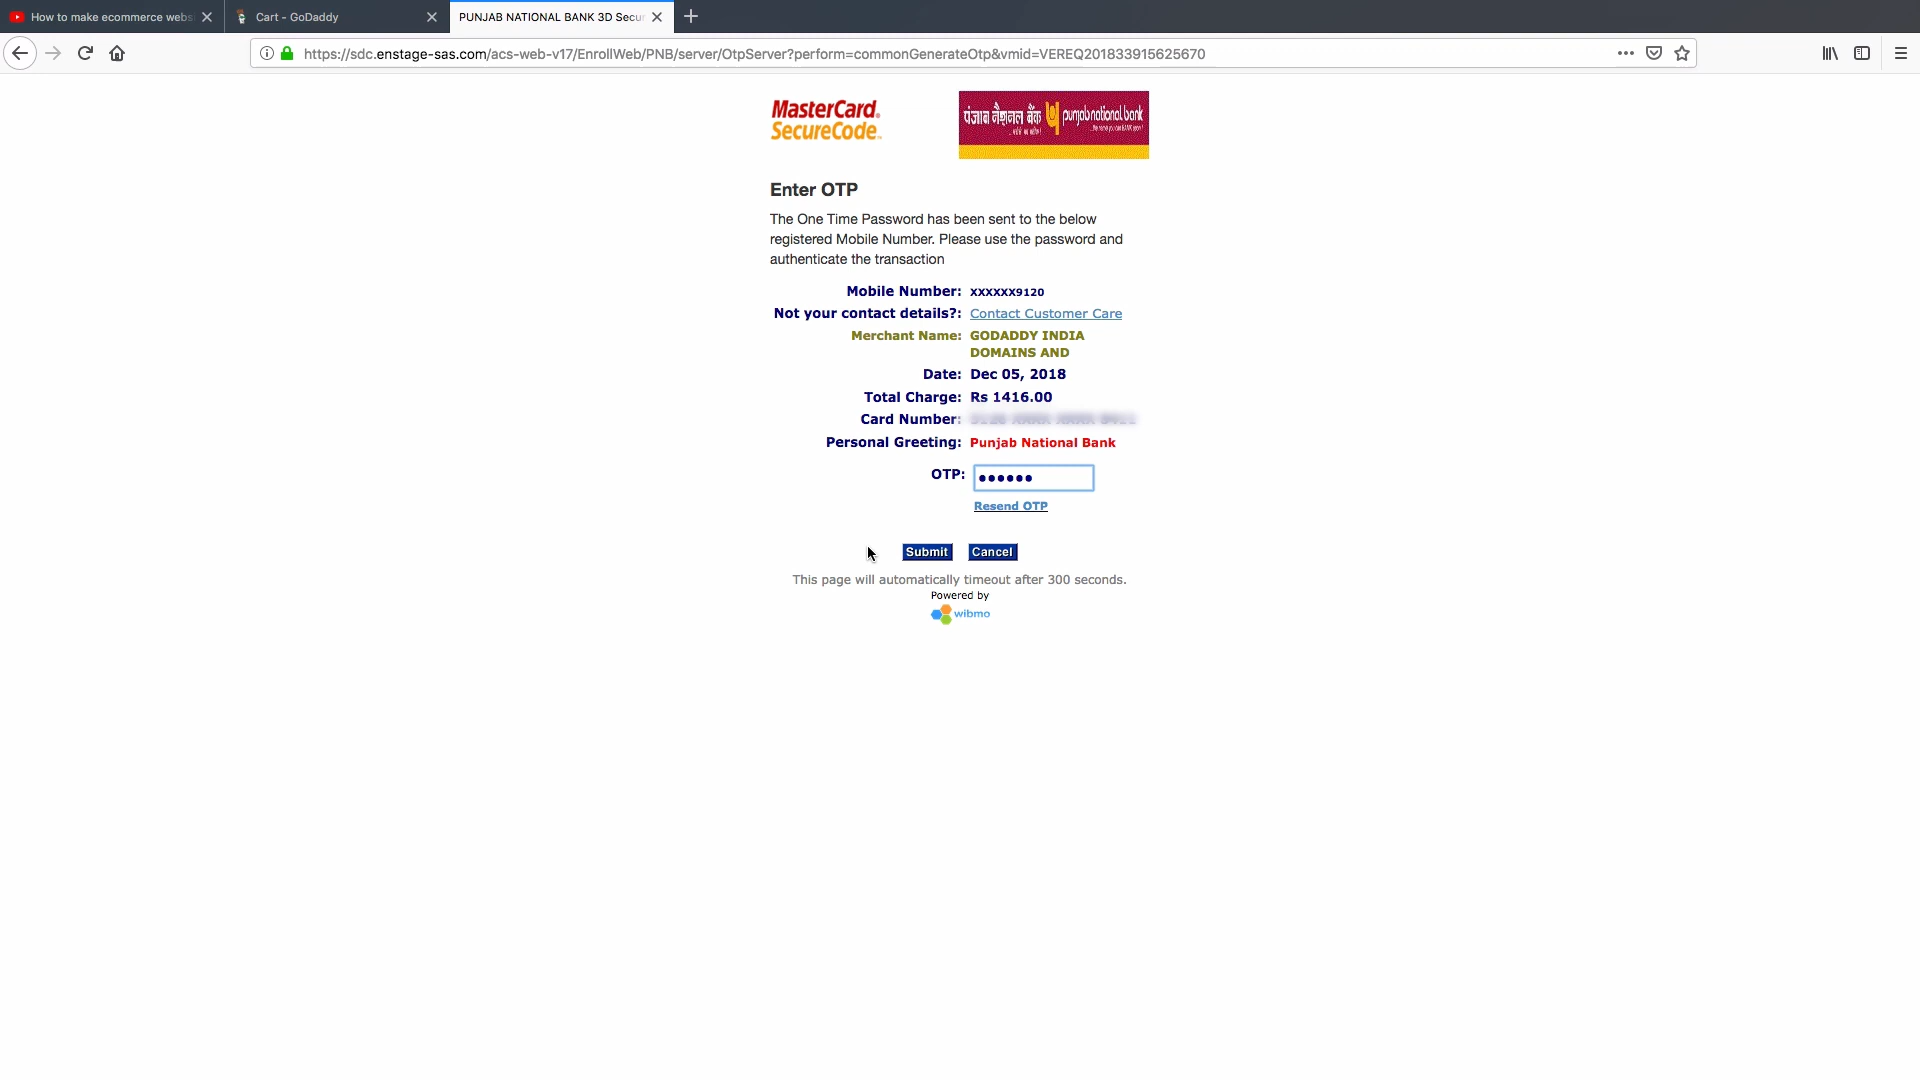 How to make ecommerce webs
Cart - GoDaddy
PUNJAB NATIONAL BANK 3D Secu
https://sdc.enstage-sas.com/acs-web-v17/EnrollWeb/PNB/server/OtpServer?perform=commonGenerateOtp&vmid=VEREQ201833915625670
MasterCard.
SecureCode™
पंजाब नैशनल बैंक punjab national bank
Enter OTP
The One Time Password has been sent to the below
registered Mobile Number. Please use the password and
authenticate the transaction
Mobile Number: XXXXXX9120
Not your contact details?: Contact Customer Care
Merchant Name: GODADDY INDIA
DOMAINS AND
Date: Dec 05, 2018
Total Charge: Rs 1416.00
Card Number:
Personal Greeting: Punjab National Bank
OTP: ••••••
Resend OTP
Submit Cancel
This page will automatically timeout after 300 seconds.
Powered by
wibmo